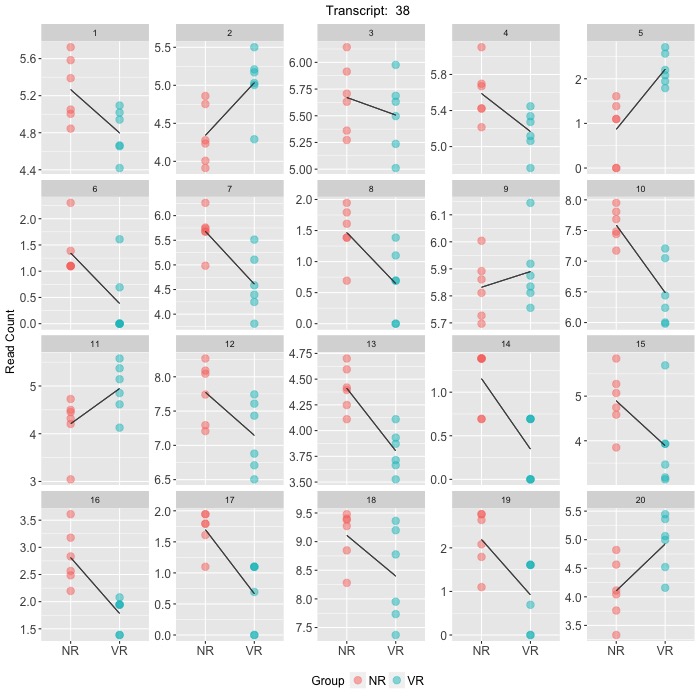 Transcript: 38
1 2 3 4 5
5.6 5.2 4.8 4.4
5.5 5.0 4.5 4.0
6.00 5.75 5.50 5.25 5.00
5.8 5.4 5.0
2 1 0
6 7 8 9 10
2.0 1.5 1.0 0.5 0.0
6.0 5.5 5.0 4.5 4.0
2.0 1.5 1.0 0.5 0.0
6.1 6.0 5.9 5.8 5.7
8.0 7.5 7.0 6.5 6.0
Read Count
11 12 13 14 15
5 4 3
8.0 7.5 7.0 6.5
4.75 4.50 4.25 4.00 3.75 3.50
1.0 0.5 0.0
5 4
16 17 18 19 20
3.5 3.0 2.5 2.0 1.5
2.0 1.5 1.0 0.5 0.0
9.5 9.0 8.5 8.0 7.5
2 1 0
5.5 5.0 4.5 4.0 3.5
NR VR NR VR NR VR NR VR NR VR
Group NR VR